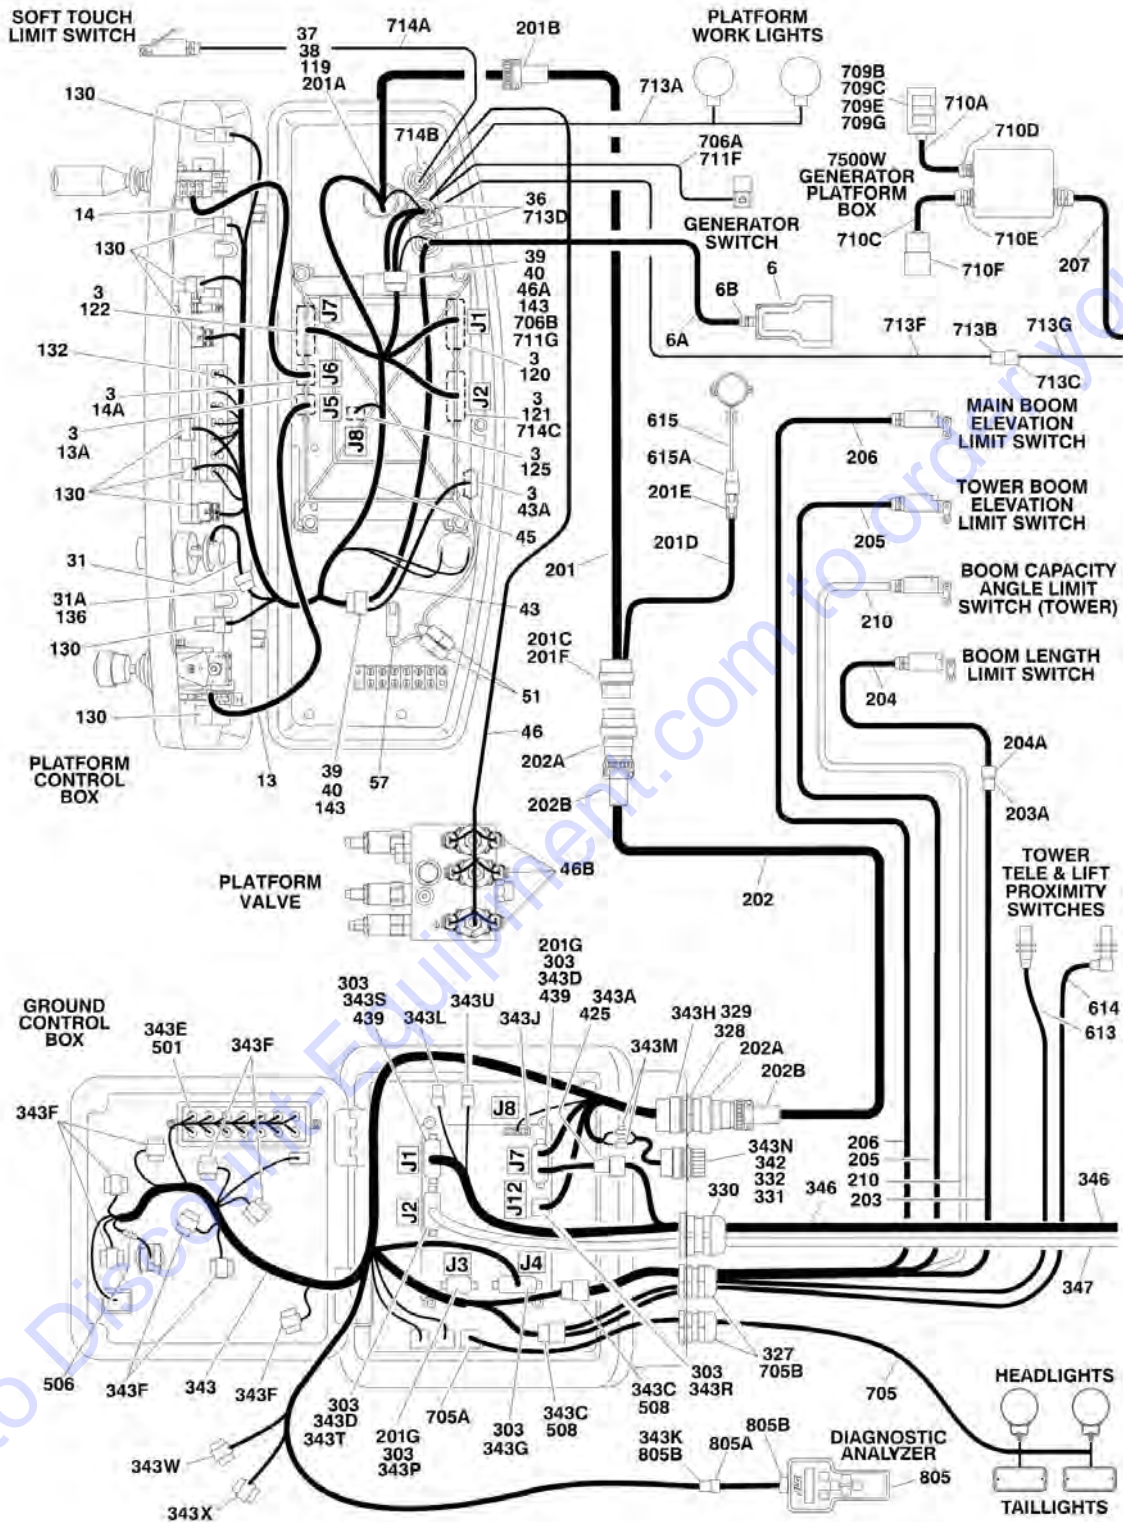 SOFT TOUCH
LIMIT SWITCH
37
38
119
201A
714A
201B
PLATFORM
WORK LIGHTS
709B
709C
709E
709G
710A
710D
130
713A
714B
706A
711F
7500W
GENERATOR
PLATFORM
BOX
14
36
713D
GENERATOR
SWITCH
710C
710E
710F
207
130
39
40
46A
143
706B
711G
6
6B
6A
3
122
J7
J1
713F
713B
713G
713C
132
3
120
3
14A
J6
J5
J2
3
121
714C
3
13A
J8
3
125
615
615A
201E
MAIN BOOM
ELEVATION
LIMIT SWITCH
206
130
3
43A
TOWER BOOM
ELEVATION
LIMIT SWITCH
205
45
201D
31
201
BOOM CAPACITY
ANGLE LIMIT
SWITCH (TOWER)
210
31A
136
43
130
201C
201F
BOOM LENGTH
LIMIT SWITCH
204
51
130
46
202A
204A
203A
PLATFORM
CONTROL
BOX
13
39
40
143
57
202B
PLATFORM
VALVE
46B
202
TOWER
TELE & LIFT
PROXIMITY
SWITCHES
614
613
GROUND
CONTROL
BOX
303
343S
439
343L
343U
343J
201G
303
343D
439
343A
425
343H
329
328
202A
202B
343E
501
343F
343M
343F
J8
J1
J7
J2
J12
343N
342
332
331
330
346
206
205
210
203
346
J3
J4
347
506
343F
343
343F
303
343D
343T
201G
303
343P
705A
303
343G
343C
508
343C
508
303
343R
327
705B
705
HEADLIGHTS
343W
343X
343K
805B
805A
805B
DIAGNOSTIC
ANALYZER
805
TAILLIGHTS
to Discount-Equipment.com to order yo